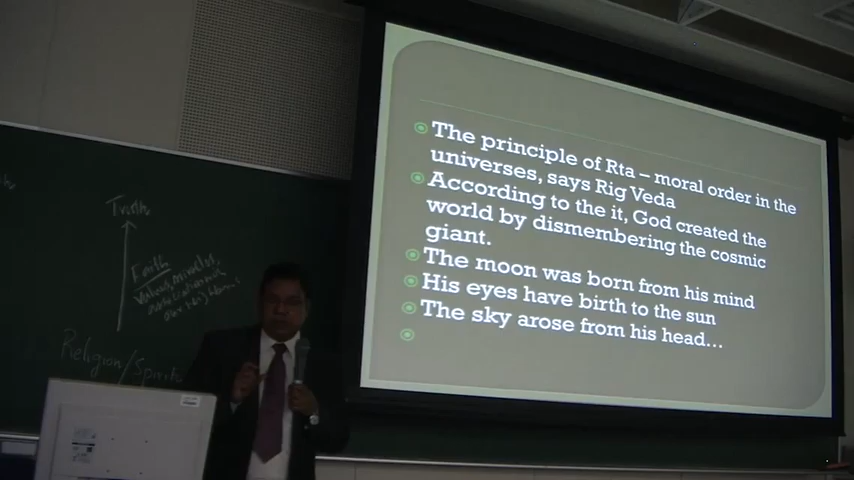 The principle of Rta – moral order in the
universes, says Rig Veda
According to the it, God created the
world by dismembering the cosmic
giant.
The moon was born from his mind
His eyes have birth to the sun
The sky arose from his head...
Truth
Faith
Religion/Spirit